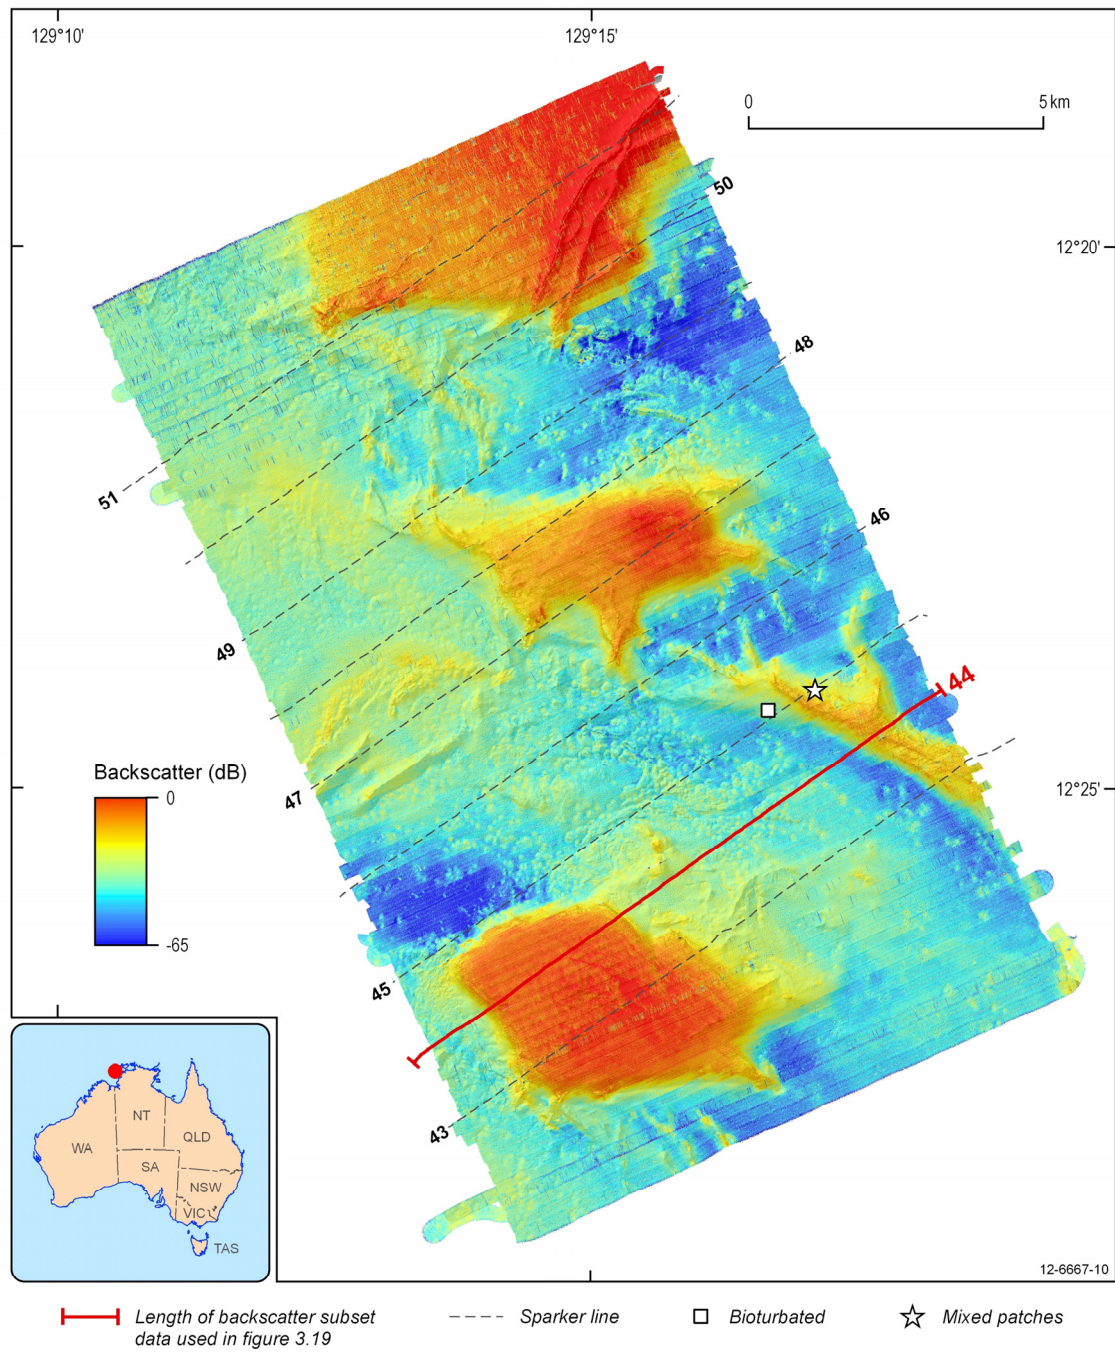 129°10'
129°15'
0
5 km
50
12°20'
48
51
46
49
44
Backscatter (dB)
0
47
12°25'
-65
45
43
NT
WA
QLD
SA
NSW
VIC
TAS
12-6667-10
Length of backscatter subset
data used in figure 3.19
Sparker line
Bioturbated
Mixed patches